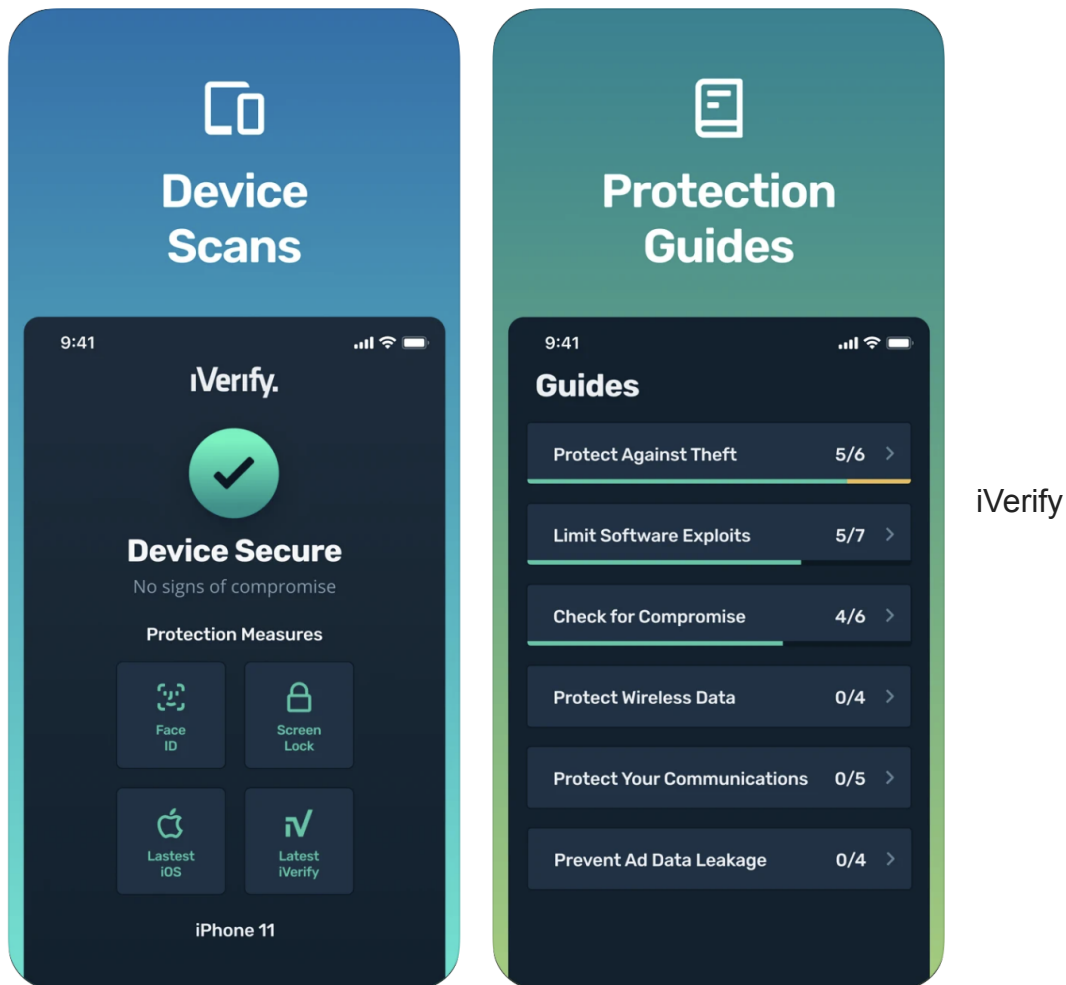 Device
Scans
9:41
iVerify.
Device Secure
No signs of compromise
Protection Measures
Face
ID
Screen
Lock
Lastest
iOS
Latest
iVerify
iPhone 11
Protection
Guides
9:41
Guides
Protect Against Theft 5/6
Limit Software Exploits 5/7
Check for Compromise 4/6
Protect Wireless Data 0/4
Protect Your Communications 0/5
Prevent Ad Data Leakage 0/4
iVerify